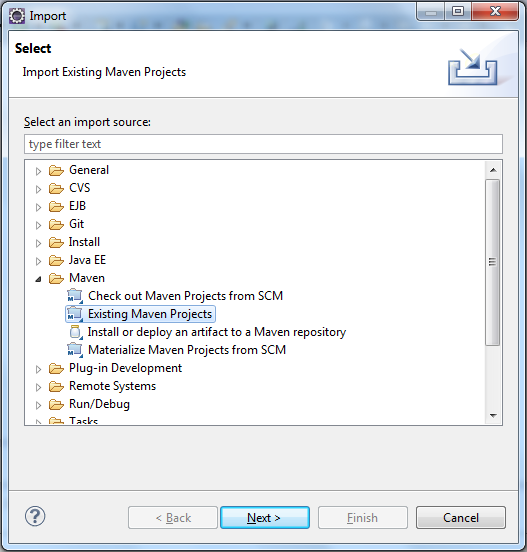 Import
Select
Import Existing Maven Projects
Select an import source:
type filter text
General
CVS
EJB
Git
Install
Java EE
Maven
Check out Maven Projects from SCM
Existing Maven Projects
Install or deploy an artifact to a Maven repository
Materialize Maven Projects from SCM
Plug-in Development
Remote Systems
Run/Debug
Tasks
? < Back Next > Finish Cancel